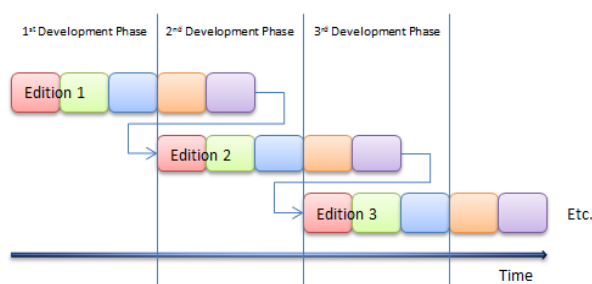 1st Development Phase
2nd Development Phase
3rd Development Phase
Edition 1
Edition 2
Edition 3
Etc.
Time